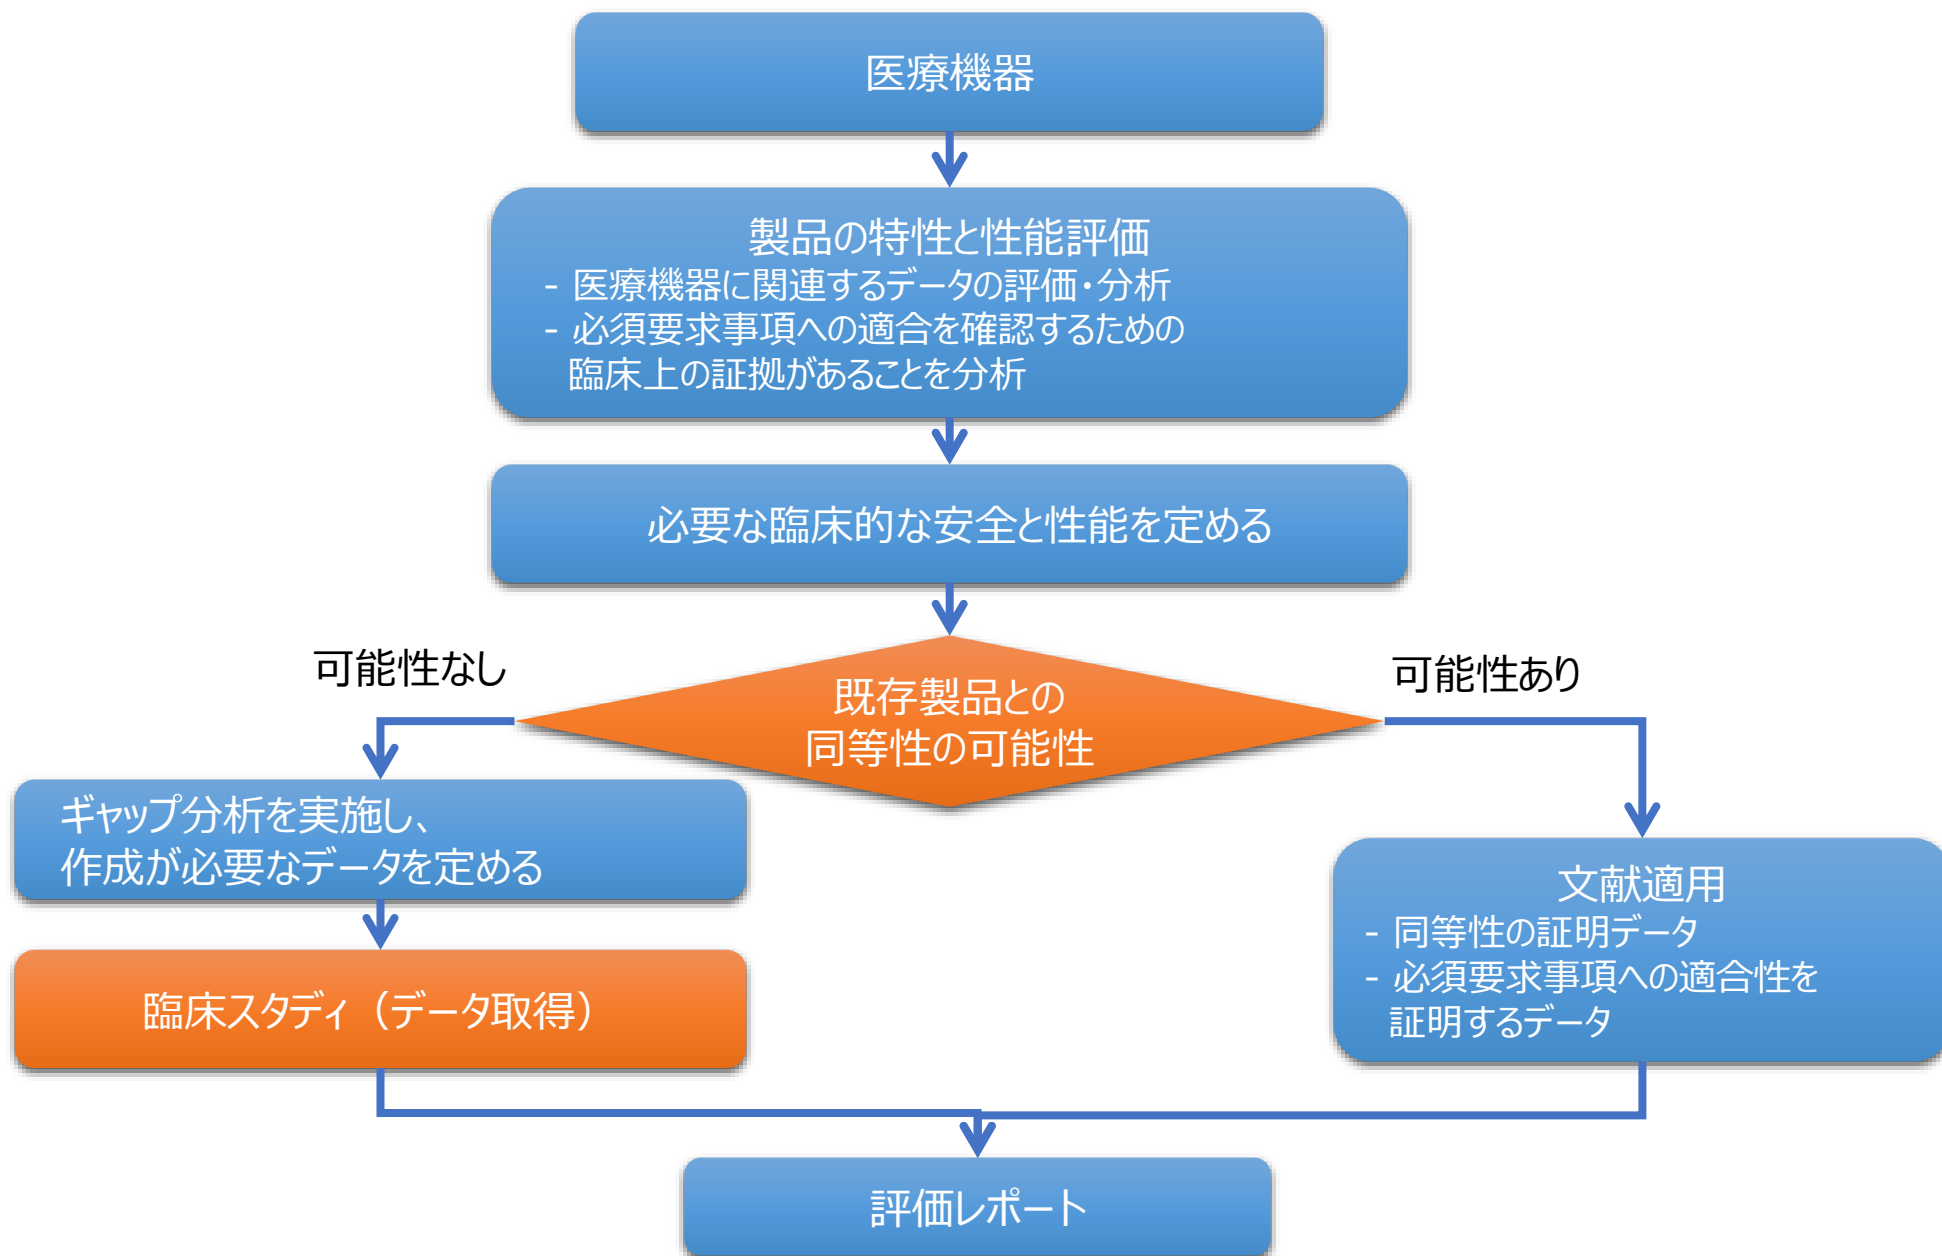 医療機器
製品の特性と性能評価
- 医療機器に関連するデータの評価・分析
- 必須要求事項への適合を確認するための
臨床上の証拠があることを分析
必要な臨床的な安全と性能を定める
可能性なし
可能性あり
既存製品との
同等性の可能性
ギャップ分析を実施し、
作成が必要なデータを定める
臨床スタディ（データ取得）
文献適用
- 同等性の証明データ
- 必須要求事項への適合性を
証明するデータ
評価レポート